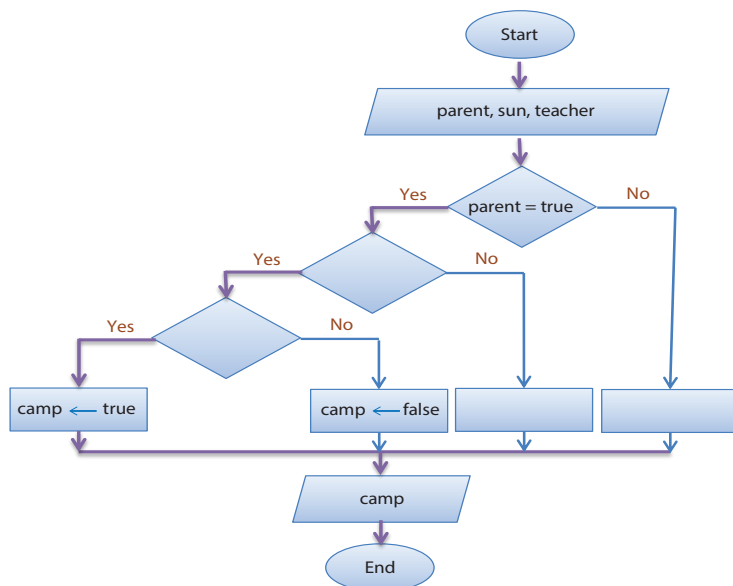 Start
parent, sun, teacher
Yes
parent = true
No
Yes
No
Yes
No
camp ← true
camp ← false
camp
End